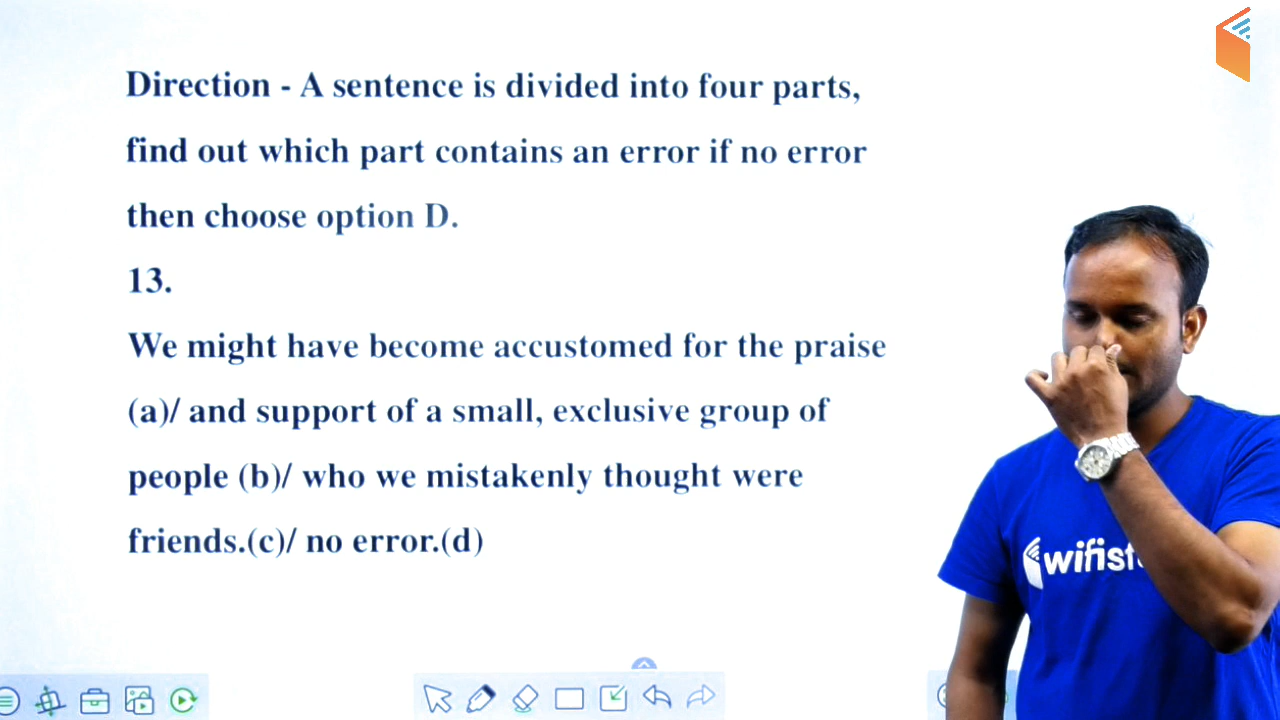 Direction - A sentence is divided into four parts,
find out which part contains an error if no error
then choose option D.
13.
We might have become accustomed for the praise
(a)/ and support of a small, exclusive group of
people (b)/ who we mistakenly thought were
friends.(c)/ no error.(d)